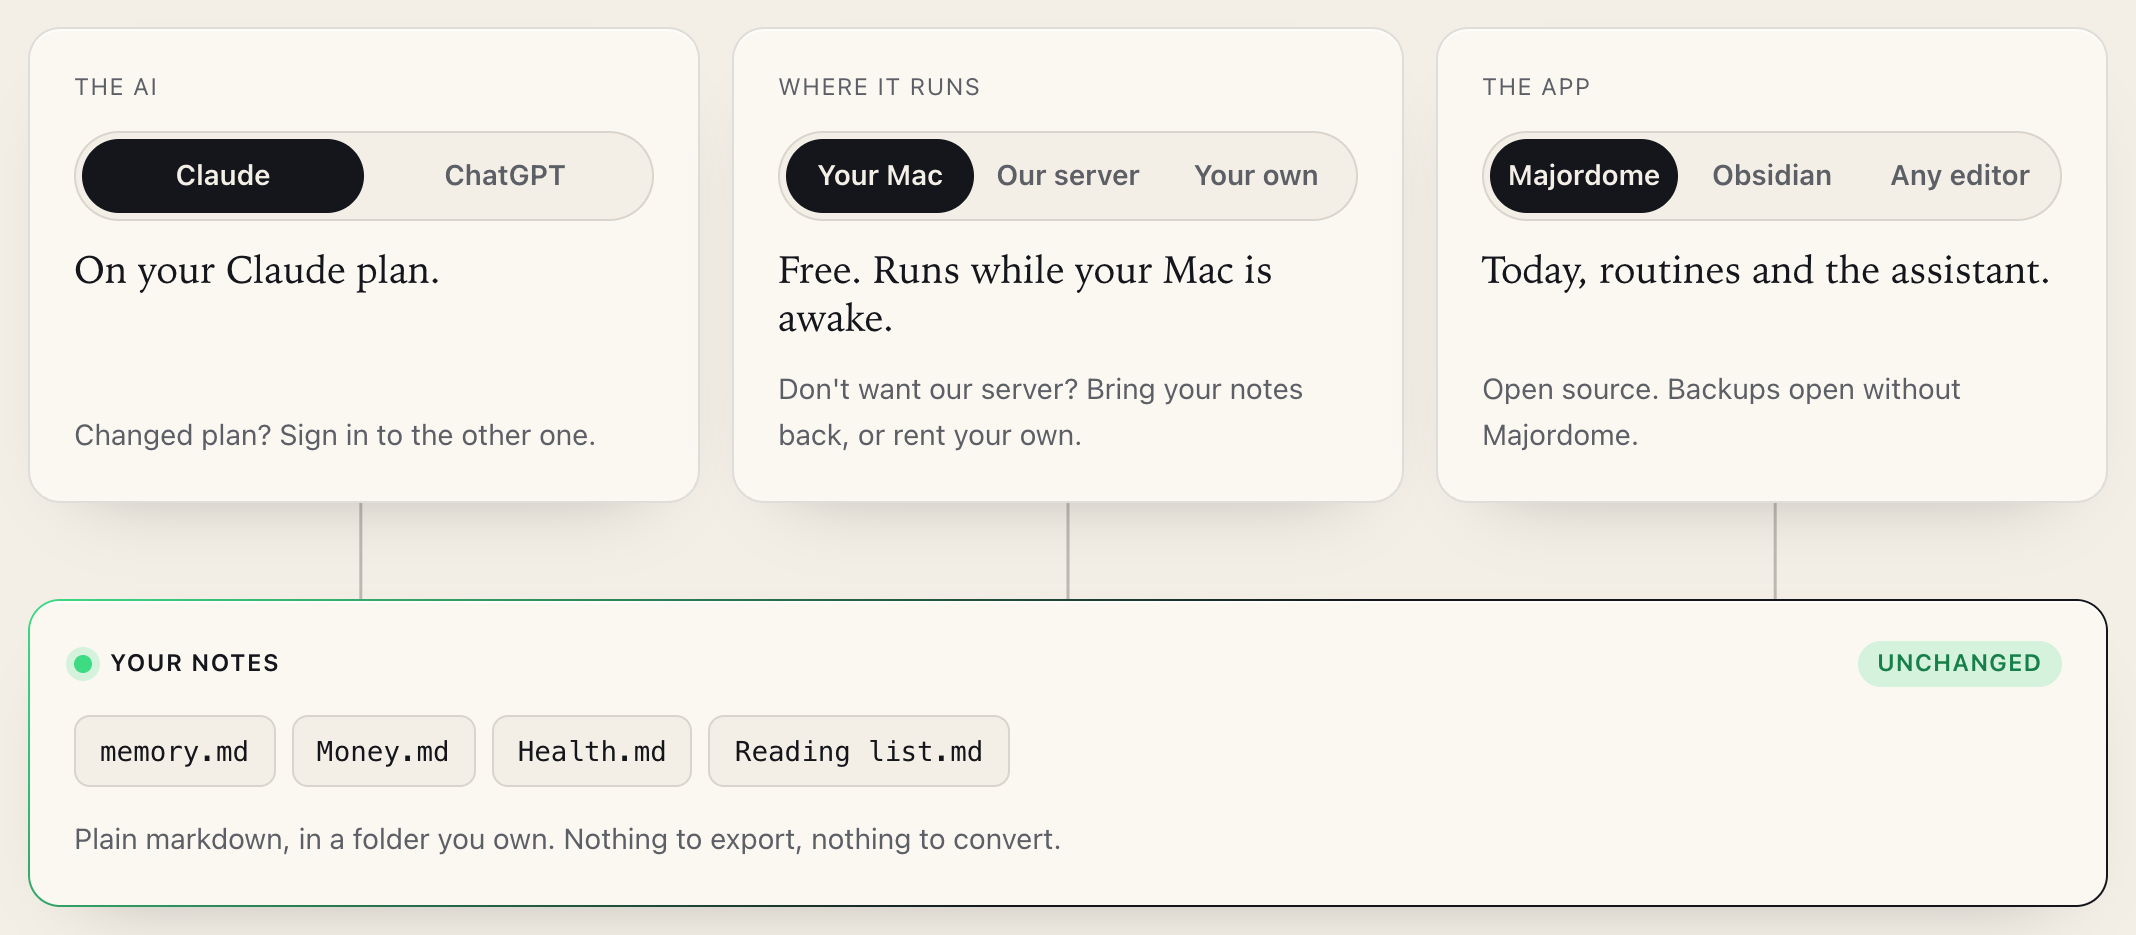 THE AI
Claude
ChatGPT
On your Claude plan.
Changed plan? Sign in to the other one.
WHERE IT RUNS
Your Mac
Our server
Your own
Free. Runs while your Mac is
awake.
Don't want our server? Bring your notes
back, or rent your own.
THE APP
Majordome
Obsidian
Any editor
Today, routines and the assistant.
Open source. Backups open without
Majordome.
YOUR NOTES
UNCHANGED
memory.md
Money.md
Health.md
Reading list.md
Plain markdown, in a folder you own. Nothing to export, nothing to convert.